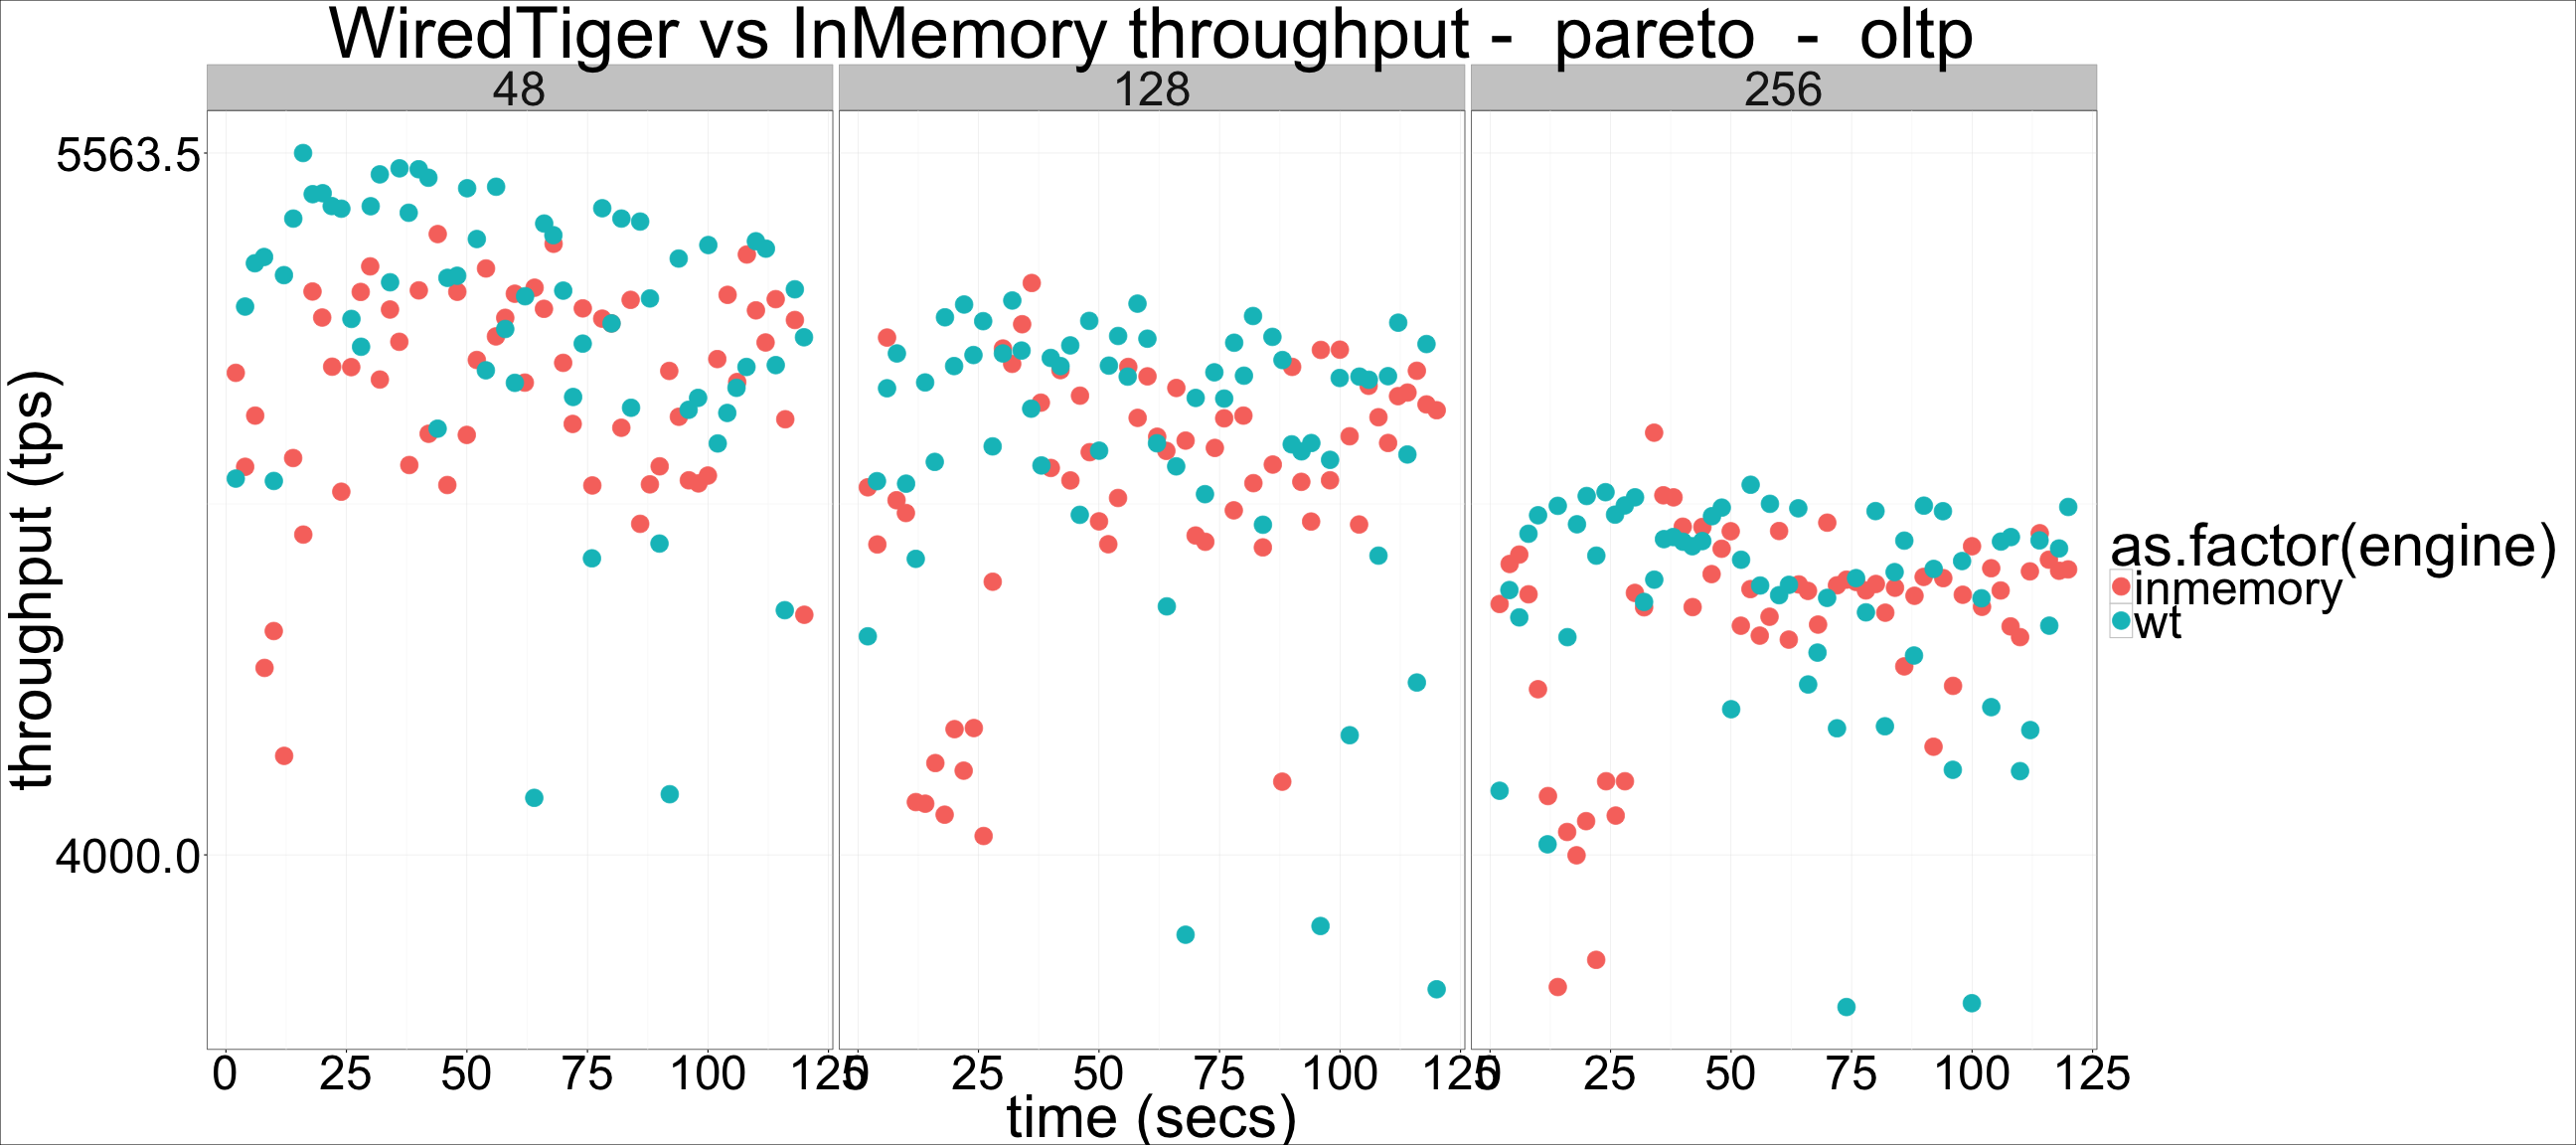 WiredTiger vs InMemory throughput - pareto - oltp
48
128
256
throughput (tps)
5563.5
4000.0
0 25 50 75 100 125
0 25 50 75 100 125
0 25 50 75 100 125
time (secs)
as.factor(engine)
inmemory
wt